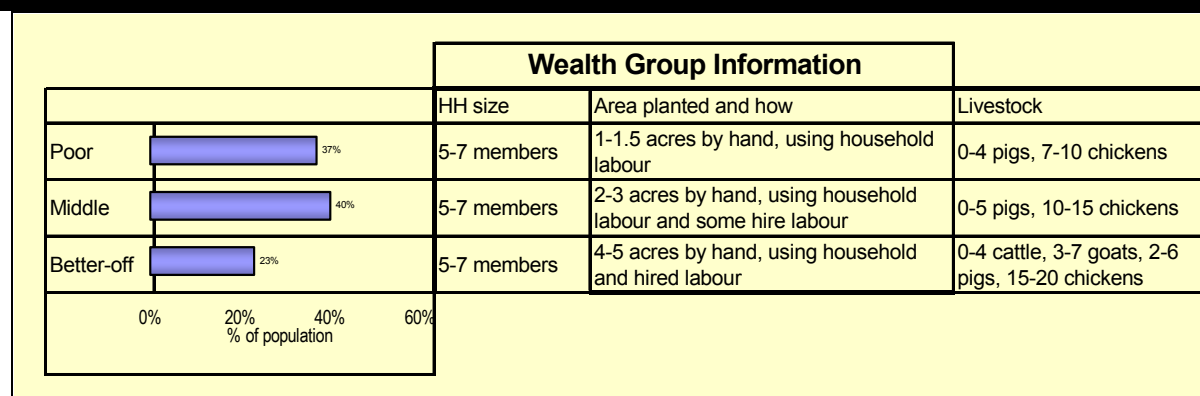 Wealth Group Information
HH size Area planted and how Livestock
Poor 37% 5-7 members 1-1.5 acres by hand, using household
labour 0-4 pigs, 7-10 chickens
Middle 40% 5-7 members 2-3 acres by hand, using household
labour and some hire labour 0-5 pigs, 10-15 chickens
Better-off 23% 5-7 members 4-5 acres by hand, using household
and hired labour 0-4 cattle, 3-7 goats, 2-6
pigs, 15-20 chickens
0% 20% 40% 60%
% of population